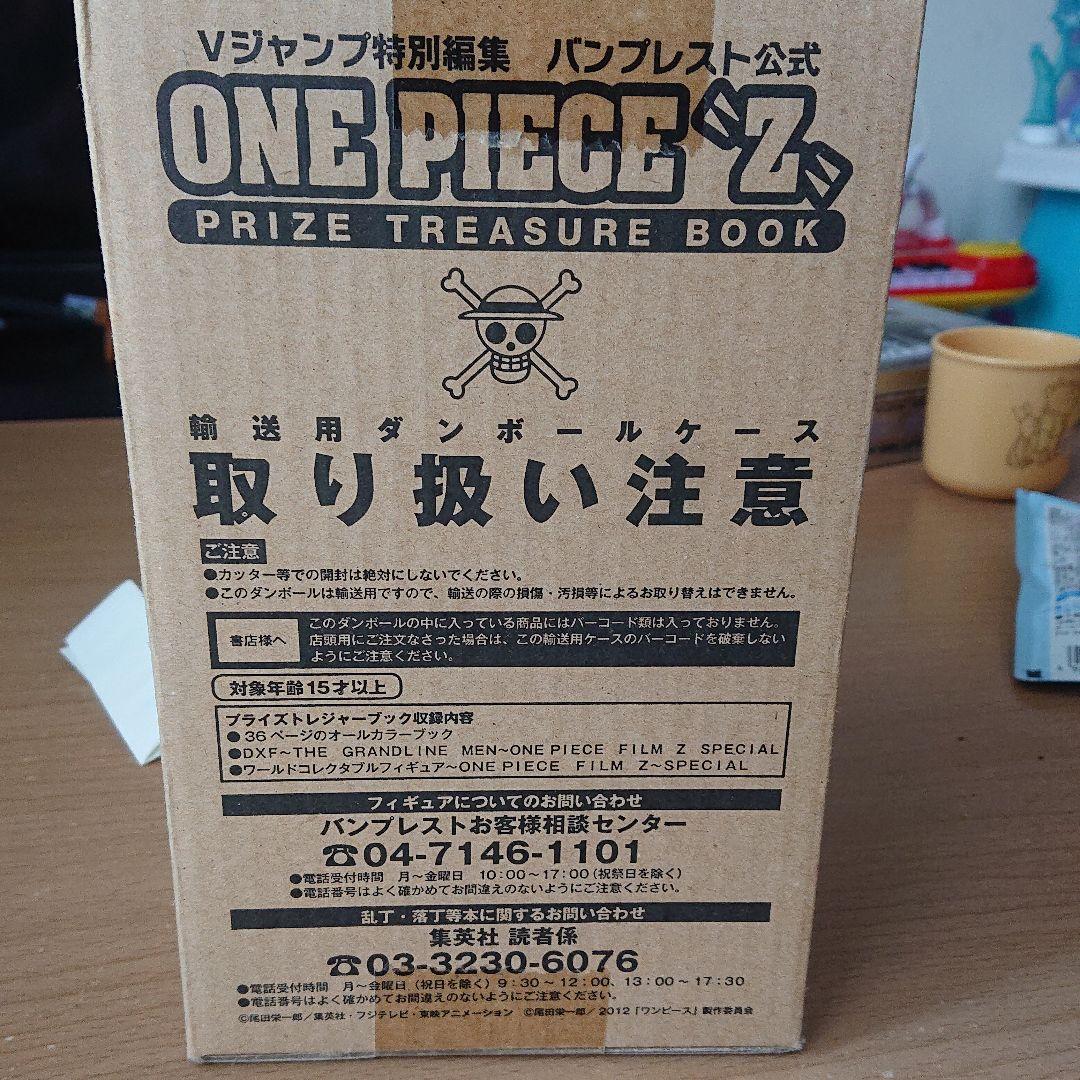 Vジャンプ特別編集 バンプレスト公式
ONE PIECE "Z"
PRIZE TREASURE BOOK
輸送用ダンボールケース
取り扱い注意
ご注意
●カッター等での開封は絶対にしないでください。
●このダンボールは輸送用ですので、輸送の際の損傷・汚損等によるお取り替えはできません。
書店様へ
このダンボールの中に入っている商品にはバーコード類は入っておりません。
店頭用にご注文なさった場合は、この輸送用ケースのバーコードを破棄しない
ようにご注意ください。
対象年齢15才以上
プライズトレジャーブック収録内容
●36ページのオールカラーブック
●DXF~THE GRANDLINE MEN~ONE PIECE FILM Z SPECIAL
●ワールドコレクタブルフィギュア~ONE PIECE FILM Z~SPECIAL
フィギュアについてのお問い合わせ
バンプレストお客様相談センター
☎04-7146-1101
●電話受付時間 月~金曜日 10:00~17:00(祝祭日を除く)
●電話番号はよく確かめてお間違えのないようにご注意ください。
乱丁・落丁等本に関するお問い合わせ
集英社 読者係
☎03-3230-6076
●電話受付時間 月~金曜日(祝日を除く)9:30~12:00、13:00~17:30
●電話番号はよく確かめてお間違えのないようにご注意ください。
©尾田栄一郎/集英社・フジテレビ・東映アニメーション ©尾田栄一郎/2012「ワンピース」製作委員会